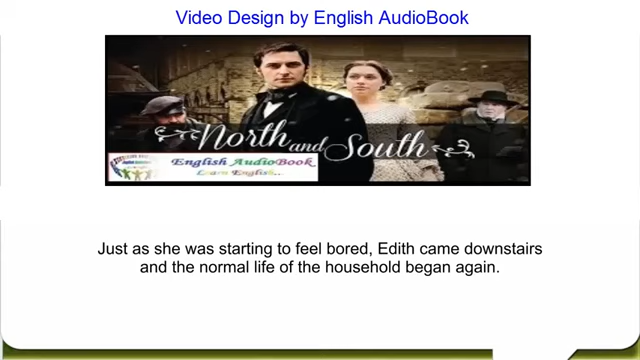 Video Design by English AudioBook
North and South
English AudioBook
Learn English...
Just as she was starting to feel bored, Edith came downstairs
and the normal life of the household began again.